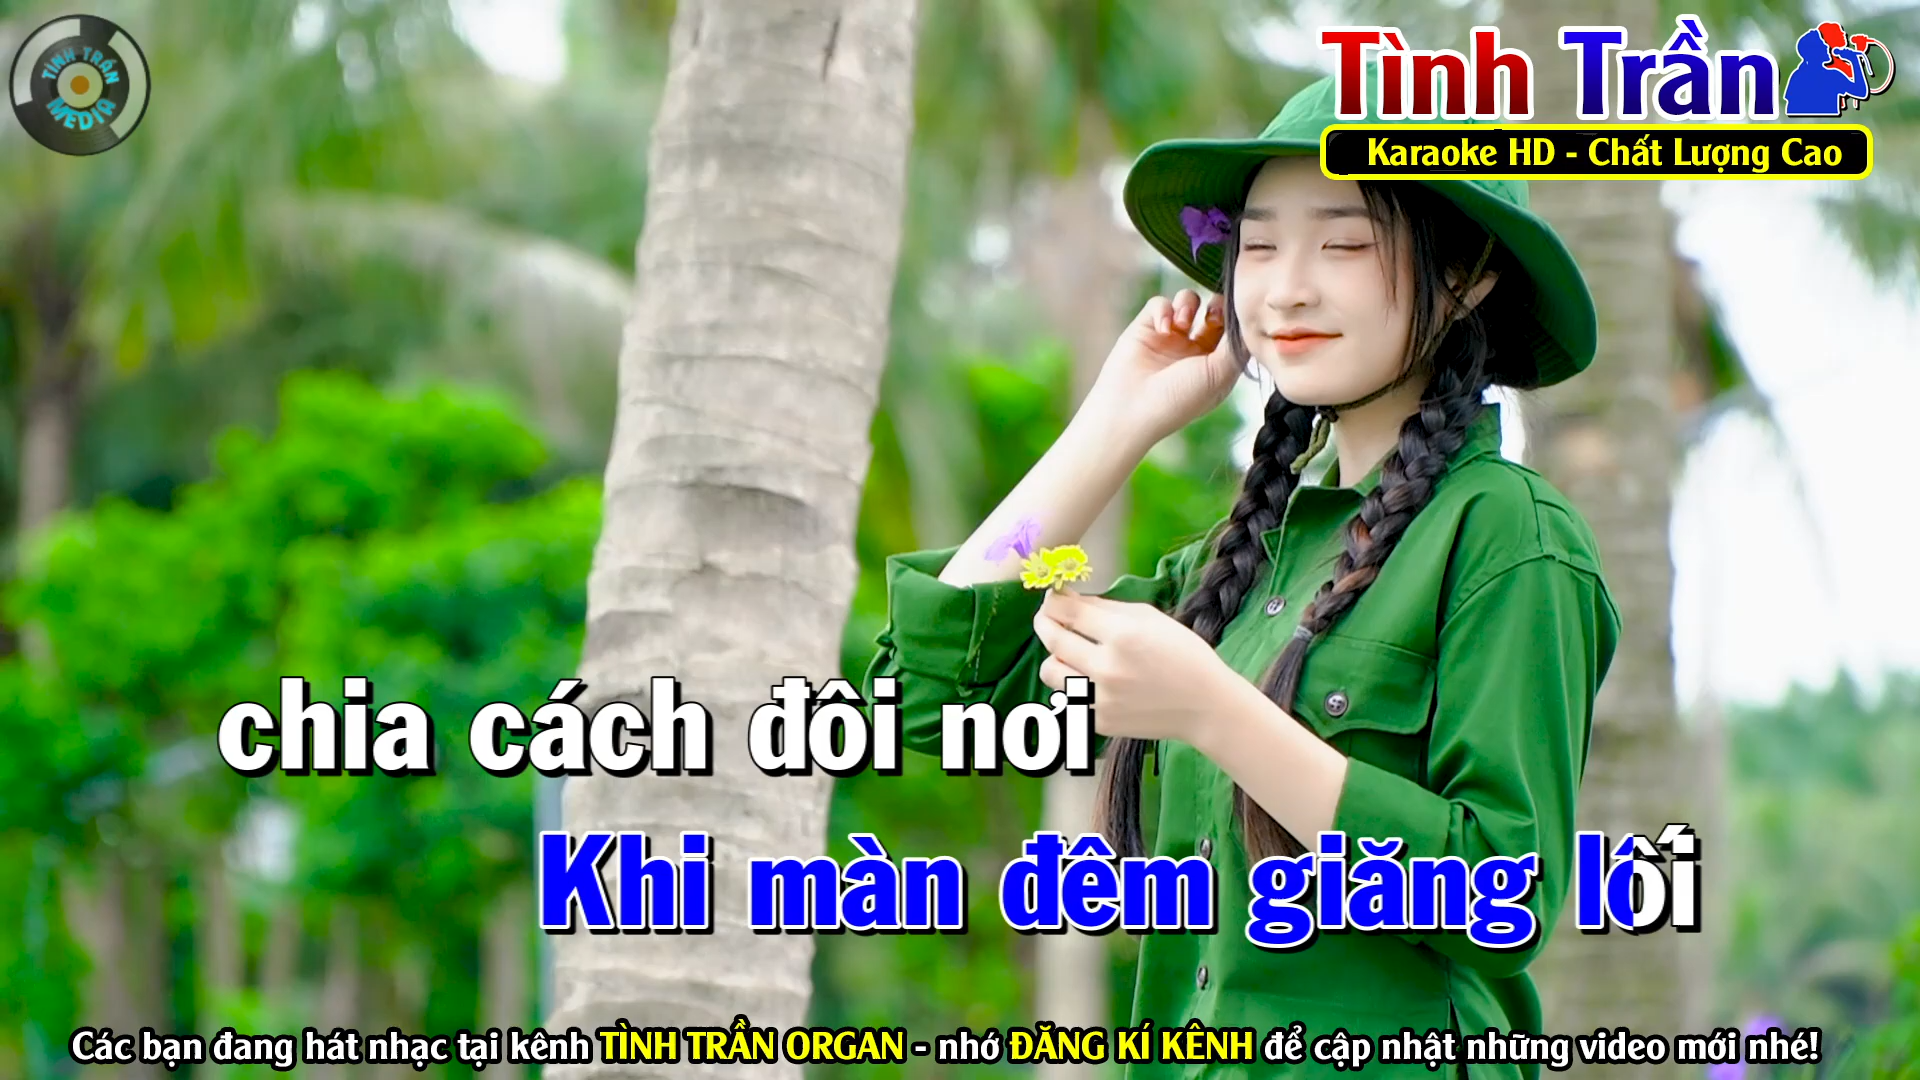 TÌNH TRẦN
MEDIA
Tình Trần
Karaoke HD - Chất Lượng Cao
chia cách đôi nơi
Khi màn đêm giăng lối
Các bạn đang hát nhạc tại kênh TÌNH TRẦN ORGAN - nhớ ĐĂNG KÍ KÊNH để cập nhật những video mới nhé!